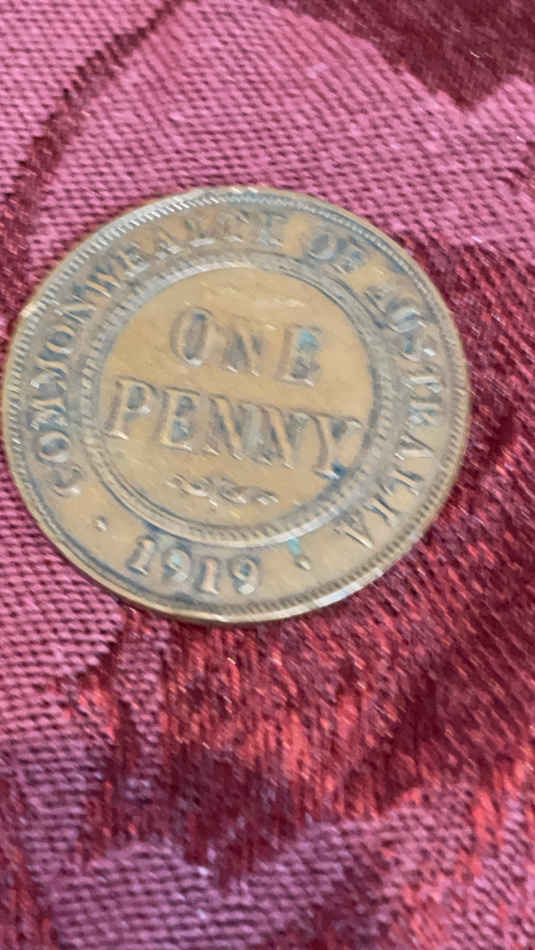 COMMONWEALTH OF AUSTRALIA
ONE
PENNY
1919